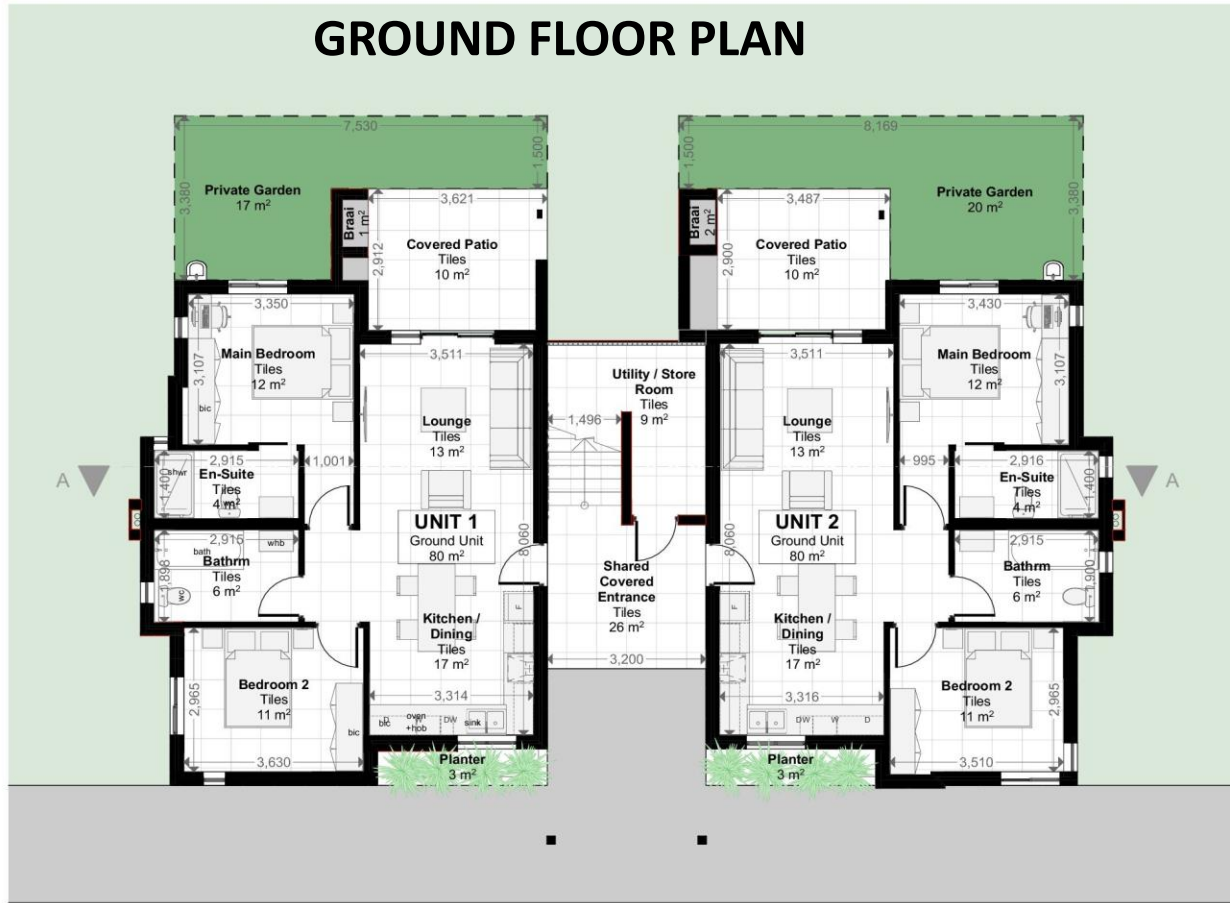 GROUND FLOOR PLAN
7,530
8,169
1,500
1,500
3,380
Private Garden
17 m²
Private Garden
20 m²
3,380
Braai
1 m²
3,621
2,912
Covered Patio
Tiles
10 m²
Braai
2 m²
3,487
2,900
Covered Patio
Tiles
10 m²
3,350
3,107
Main Bedroom
Tiles
12 m²
bic
3,511
Lounge
Tiles
13 m²
Utility / Store
Room
Tiles
9 m²
1,496
3,511
Lounge
Tiles
13 m²
3,430
Main Bedroom
Tiles
12 m²
3,107
A
2,915
shwr
1,400
En-Suite
Tiles
4 m²
1,001
995
2,916
En-Suite
Tiles
4 m²
1,400
A
UNIT 1
Ground Unit
80 m²
8,060
UNIT 2
Ground Unit
80 m²
8,060
2,915
bath
whb
Bathrm
Tiles
6 m²
1,898
wc
2,915
Bathrm
Tiles
6 m²
1,900
Shared
Covered
Entrance
Tiles
26 m²
3,200
F
Kitchen /
Dining
Tiles
17 m²
3,314
F
Kitchen /
Dining
Tiles
17 m²
3,316
Bedroom 2
Tiles
11 m²
2,965
bic
3,630
Bedroom 2
Tiles
11 m²
2,965
3,510
bic
D
oven
+hob
DW
sink
DW
W
D
Planter
3 m²
Planter
3 m²